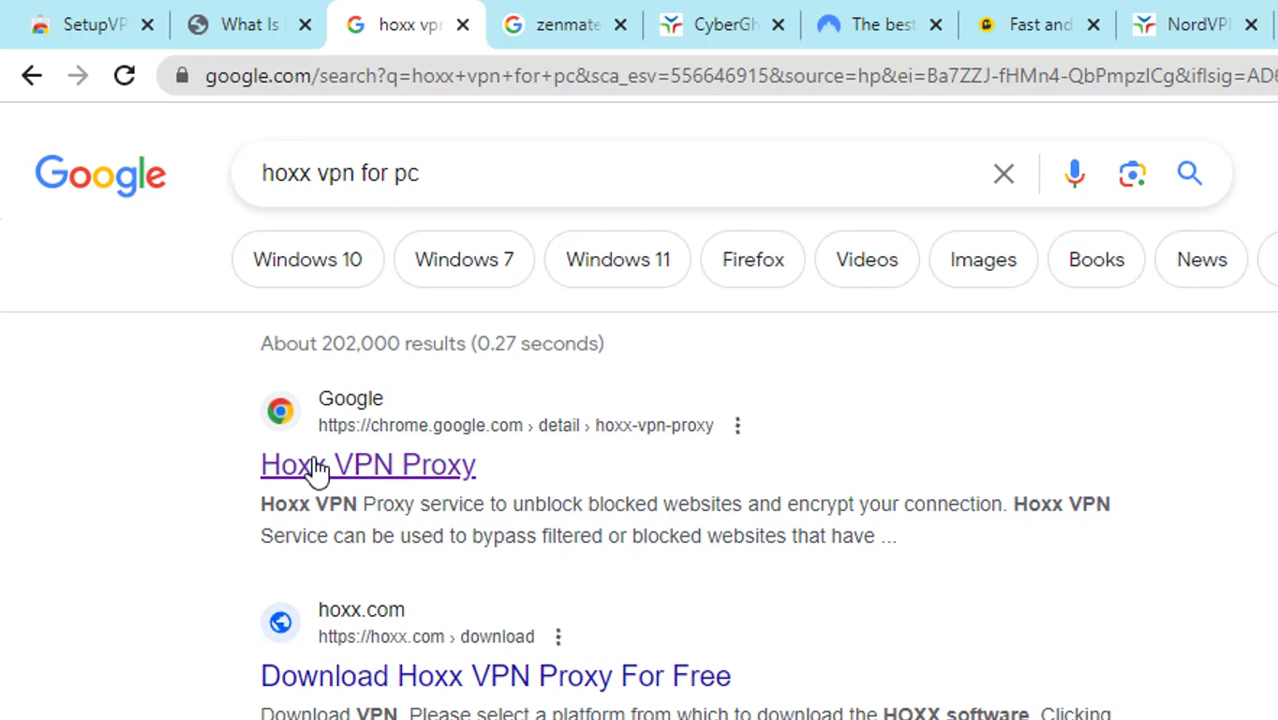 SetupVP
What Is
hoxx vpn
zenmate
CyberGh
The best
Fast and
NordVPI
google.com/search?q=hoxx+vpn+for+pc&sca_esv=556646915&source=hp&ei=Ba7ZZJ-fHMn4-QbPmpzICg&iflsig=AD6
Google
hoxx vpn for pc
Windows 10
Windows 7
Windows 11
Firefox
Videos
Images
Books
News
About 202,000 results (0.27 seconds)
Google
https://chrome.google.com › detail › hoxx-vpn-proxy
Hoxx VPN Proxy
Hoxx VPN Proxy service to unblock blocked websites and encrypt your connection. Hoxx VPN
Service can be used to bypass filtered or blocked websites that have ...
hoxx.com
https://hoxx.com › download
Download Hoxx VPN Proxy For Free
Download VPN. Please select a platform from which to download the HOXX software. Clicking